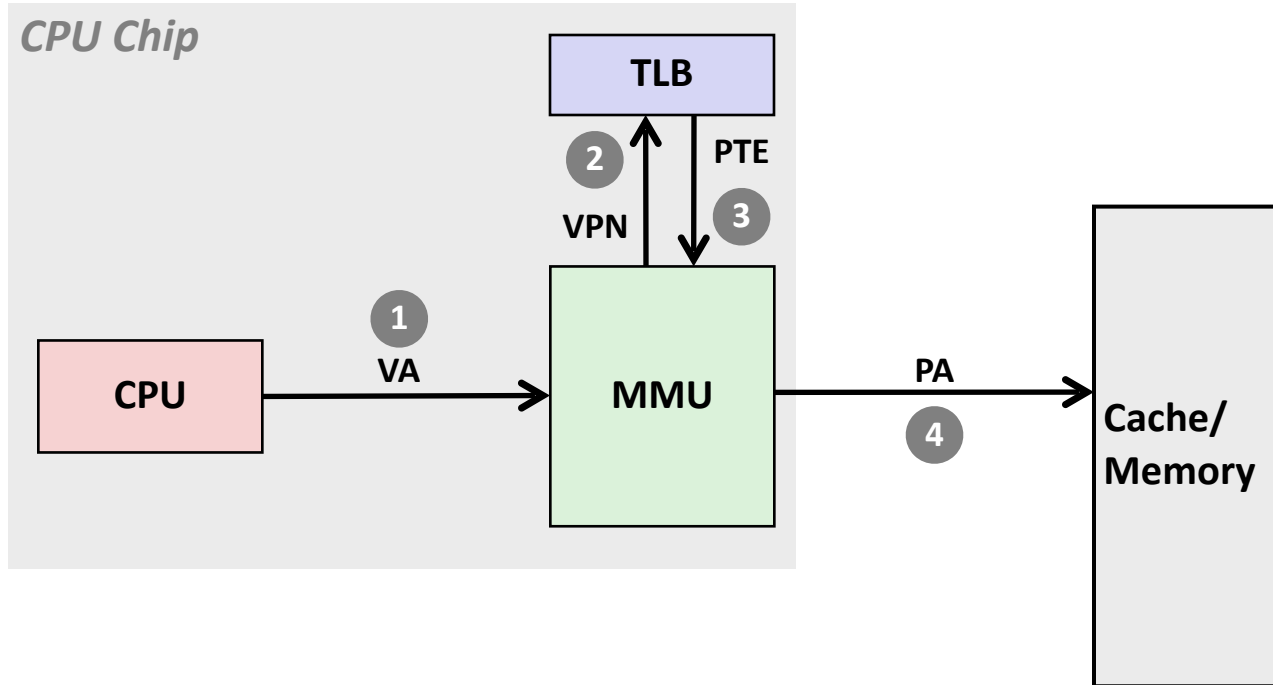 CPU Chip
TLB
2
PTE
3
VPN
1
VA
CPU
MMU
PA
4
Cache/
Memory